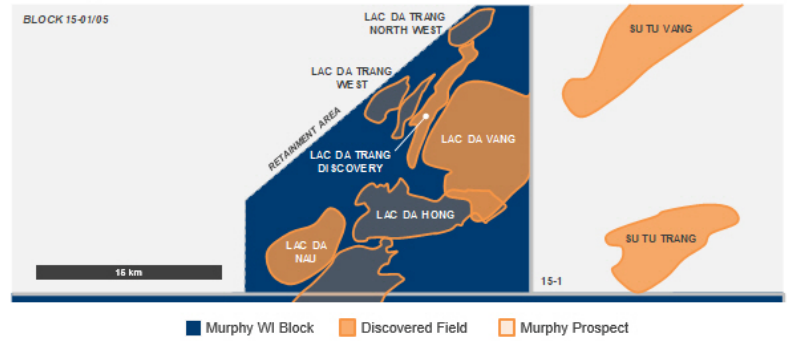 BLOCK 15-01/05
LAC DA TRANG
NORTH WEST
SU TU VANG
LAC DA TRANG
WEST
RETAINMENT AREA
LAC DA VANG
LAC DA TRANG
DISCOVERY
LAC DA HONG
LAC DA
NAU
SU TU TRANG
15 km
15-1
Murphy WI Block
Discovered Field
Murphy Prospect